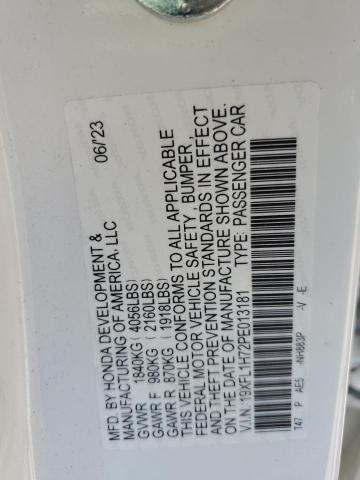 MFD. BY HONDA DEVELOPMENT & 06/'23
MANUFACTURING OF AMERICA, LLC
GVWR 1840KG (4056LBS)
GAWR F 980KG (2160LBS)
GAWR R 870KG (1918LBS)
THIS VEHICLE CONFORMS TO ALL APPLICABLE
FEDERAL MOTOR VEHICLE SAFETY, BUMPER,
AND THEFT PREVENTION STANDARDS IN EFFECT
ON THE DATE OF MANUFACTURE SHOWN ABOVE.
V.I.N.:19XFL1H72PE013181 TYPE: PASSENGER CAR
T47 P AE5 -NH883P -V -E